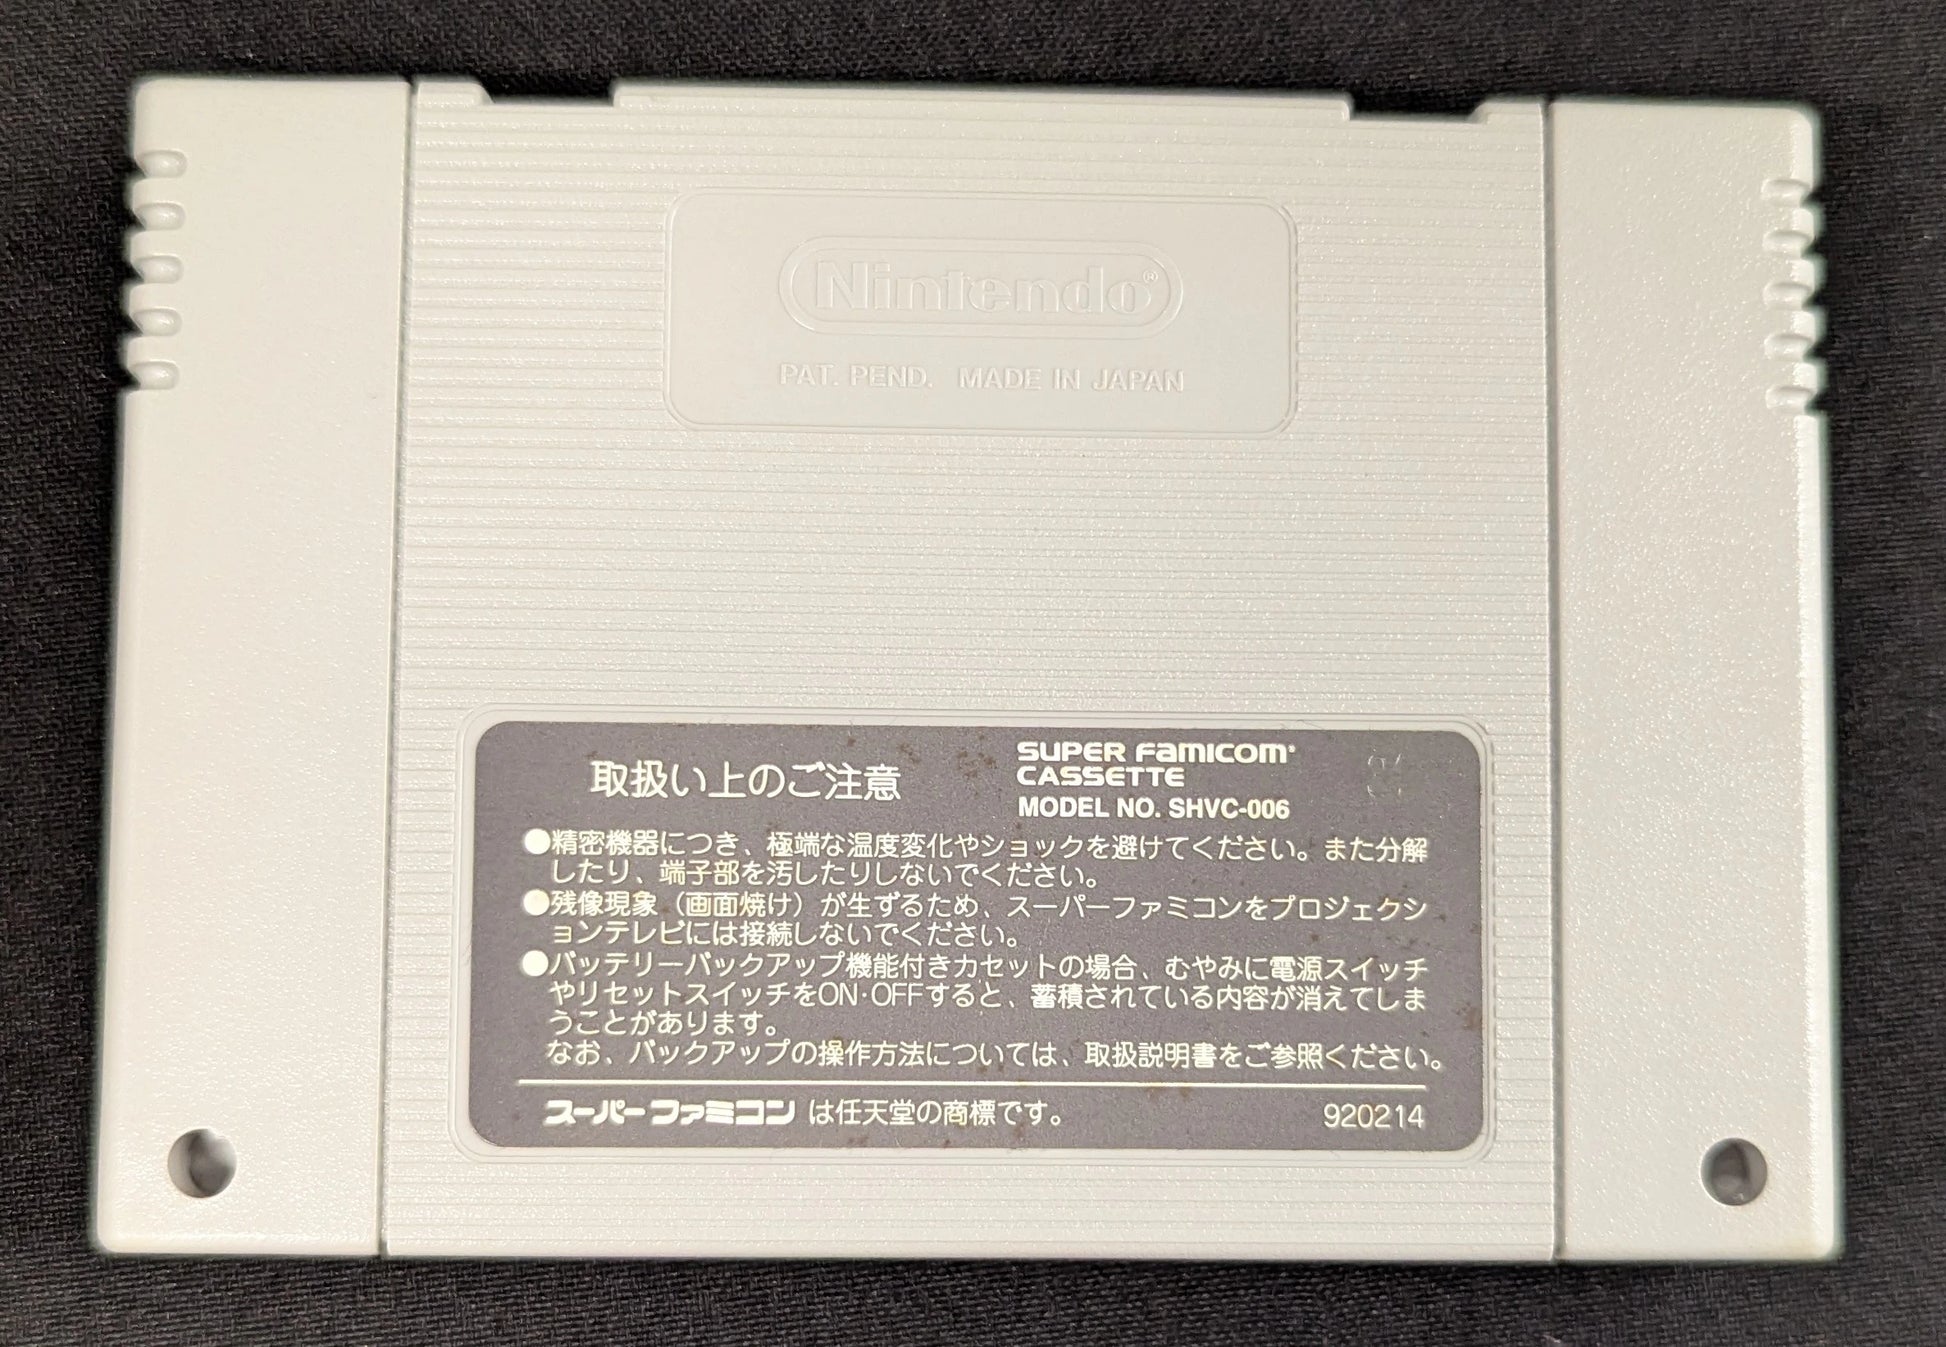 Nintendo®
PAT. PEND. MADE IN JAPAN
取扱い上のご注意
SUPER FAMICOM
CASSETTE
MODEL NO. SHVC-006
●精密機器につき、極端な温度変化やショックを避けてください。また分解
したり、端子部を汚したりしないでください。
●残像現象（画面焼け）が生ずるため、スーパーファミコンをプロジェクシ
ョンテレビには接続しないでください。
●バッテリーバックアップ機能付きカセットの場合、むやみに電源スイッチ
やリセットスイッチをON·OFFすると、蓄積されている内容が消えてしま
うことがあります。
なお、バックアップの操作方法については、取扱説明書をご参照ください。
スーパーファミコン は任天堂の商標です。
920214